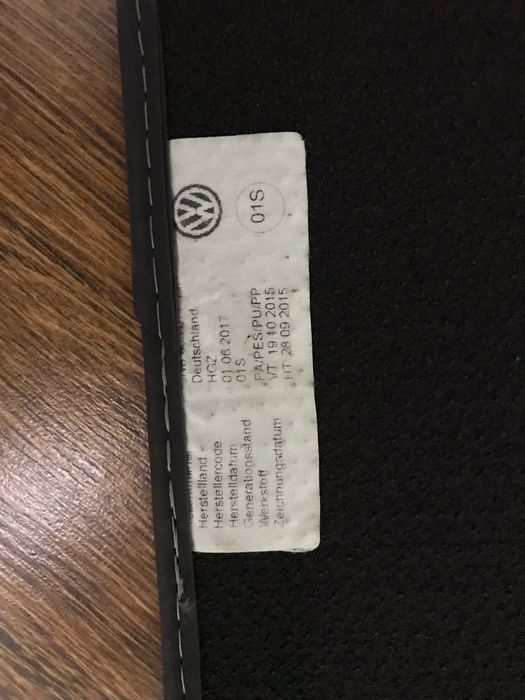 Herstellland Deutschland
Herstellercode HGZ
Herstelldatum 01.06.2017
Generationsstand 01S
Werkstoff PA/PES/PU/PP
Zeichnungsdatum VT 19 10 2015
HT 28 09 2015
01S